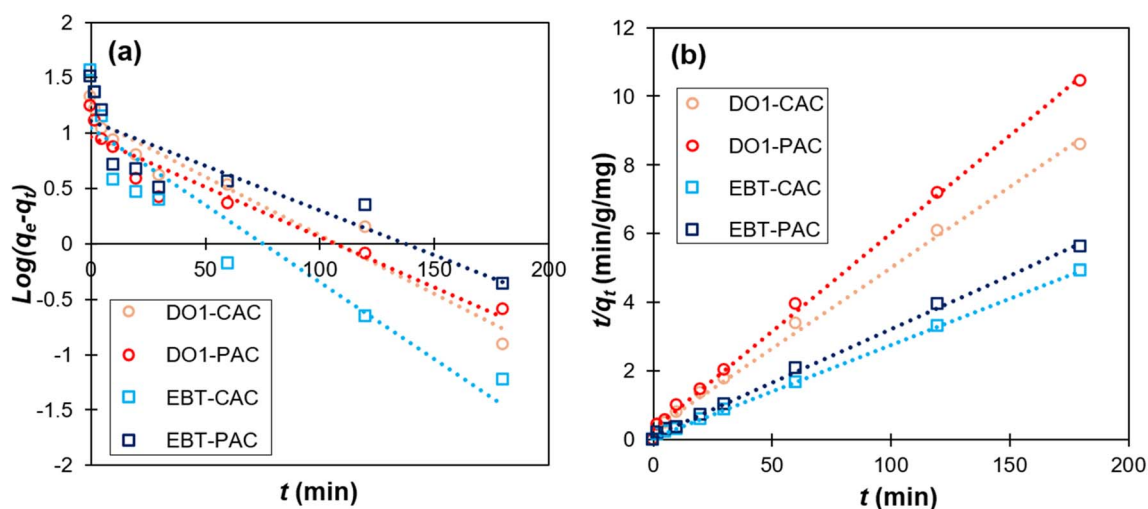 (a)
2
1.5
1
0.5
0
-0.5
-1
-1.5
-2
0 50 100 150 200
Log(qe-qt)
t (min)
DO1-CAC
DO1-PAC
EBT-CAC
EBT-PAC
(b)
12
10
8
6
4
2
0
0 50 100 150 200
t/qt (min/g/mg)
t (min)
DO1-CAC
DO1-PAC
EBT-CAC
EBT-PAC